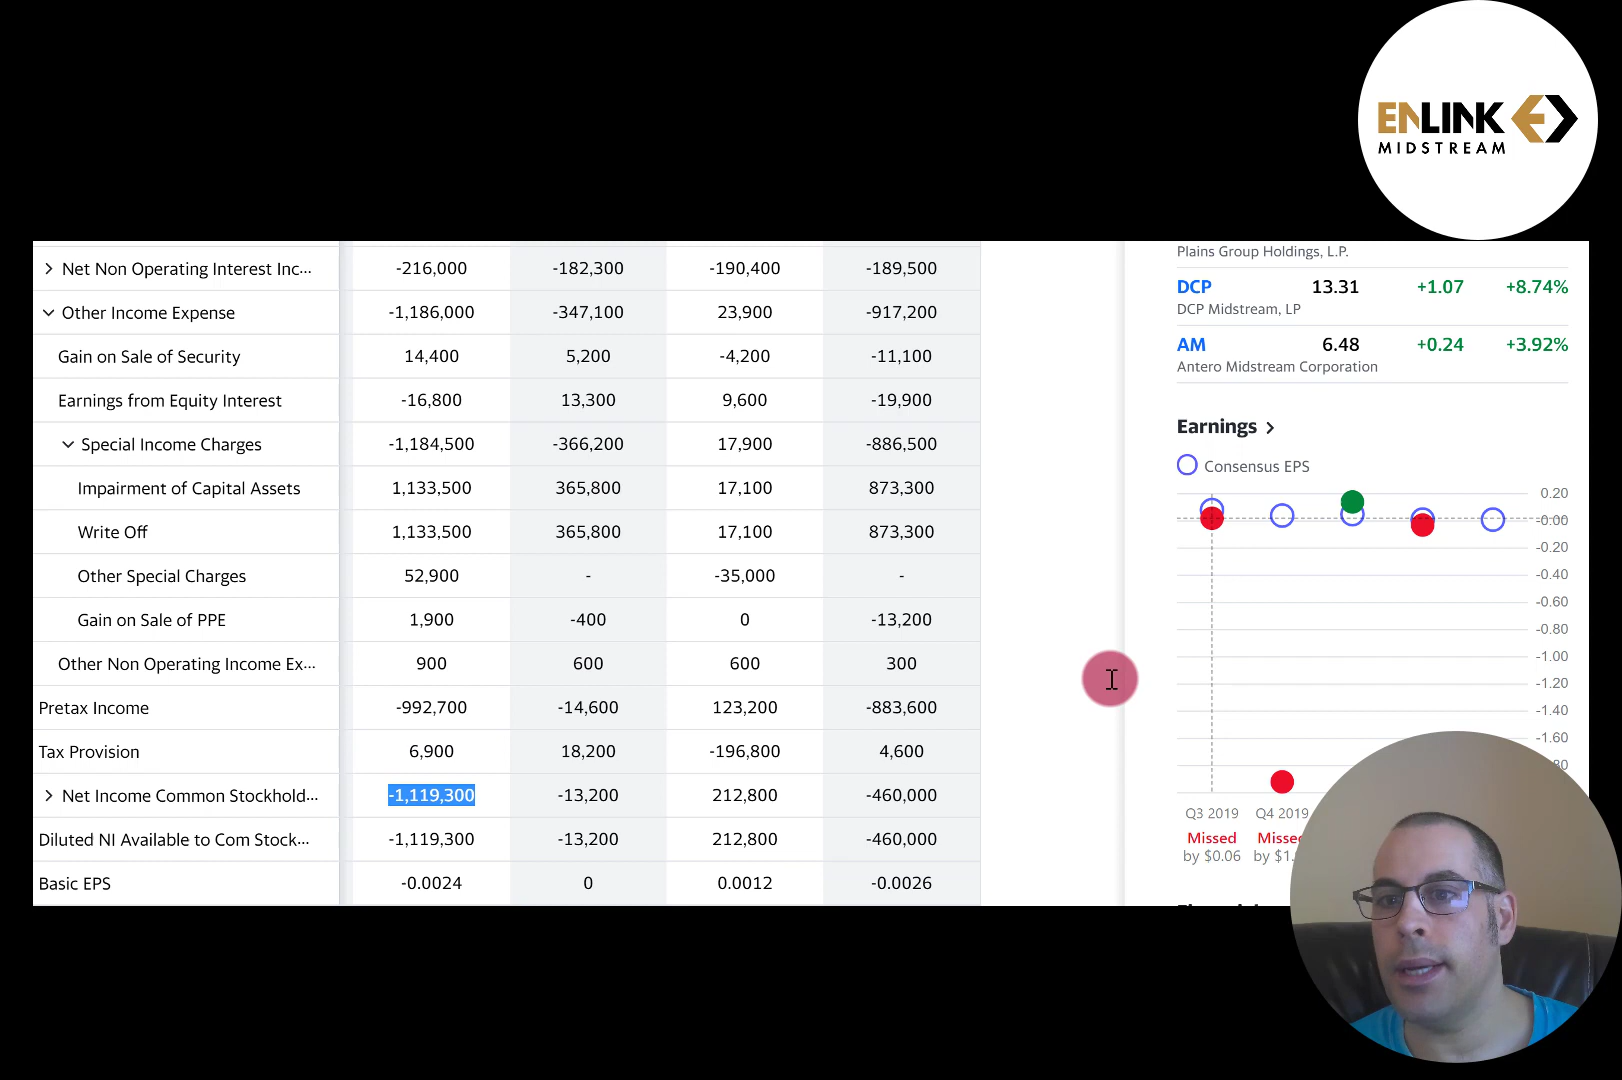 ENLINK
MIDSTREAM
Net Non Operating Interest Inc... -216,000 -182,300 -190,400 -189,500
Other Income Expense -1,186,000 -347,100 23,900 -917,200
Gain on Sale of Security 14,400 5,200 -4,200 -11,100
Earnings from Equity Interest -16,800 13,300 9,600 -19,900
Special Income Charges -1,184,500 -366,200 17,900 -886,500
Impairment of Capital Assets 1,133,500 365,800 17,100 873,300
Write Off 1,133,500 365,800 17,100 873,300
Other Special Charges 52,900 - -35,000 -
Gain on Sale of PPE 1,900 -400 0 -13,200
Other Non Operating Income Ex... 900 600 600 300
Pretax Income -992,700 -14,600 123,200 -883,600
Tax Provision 6,900 18,200 -196,800 4,600
Net Income Common Stockhold... -1,119,300 -13,200 212,800 -460,000
Diluted NI Available to Com Stock... -1,119,300 -13,200 212,800 -460,000
Basic EPS -0.0024 0 0.0012 -0.0026
Plains Group Holdings, L.P.
DCP 13.31 +1.07 +8.74%
DCP Midstream, LP
AM 6.48 +0.24 +3.92%
Antero Midstream Corporation
Earnings
Consensus EPS
0.20
-0.00
-0.20
-0.40
-0.60
-0.80
-1.00
-1.20
-1.40
-1.60
80
Q3 2019 Q4 2019
Missed Missed
by $0.06 by $1.